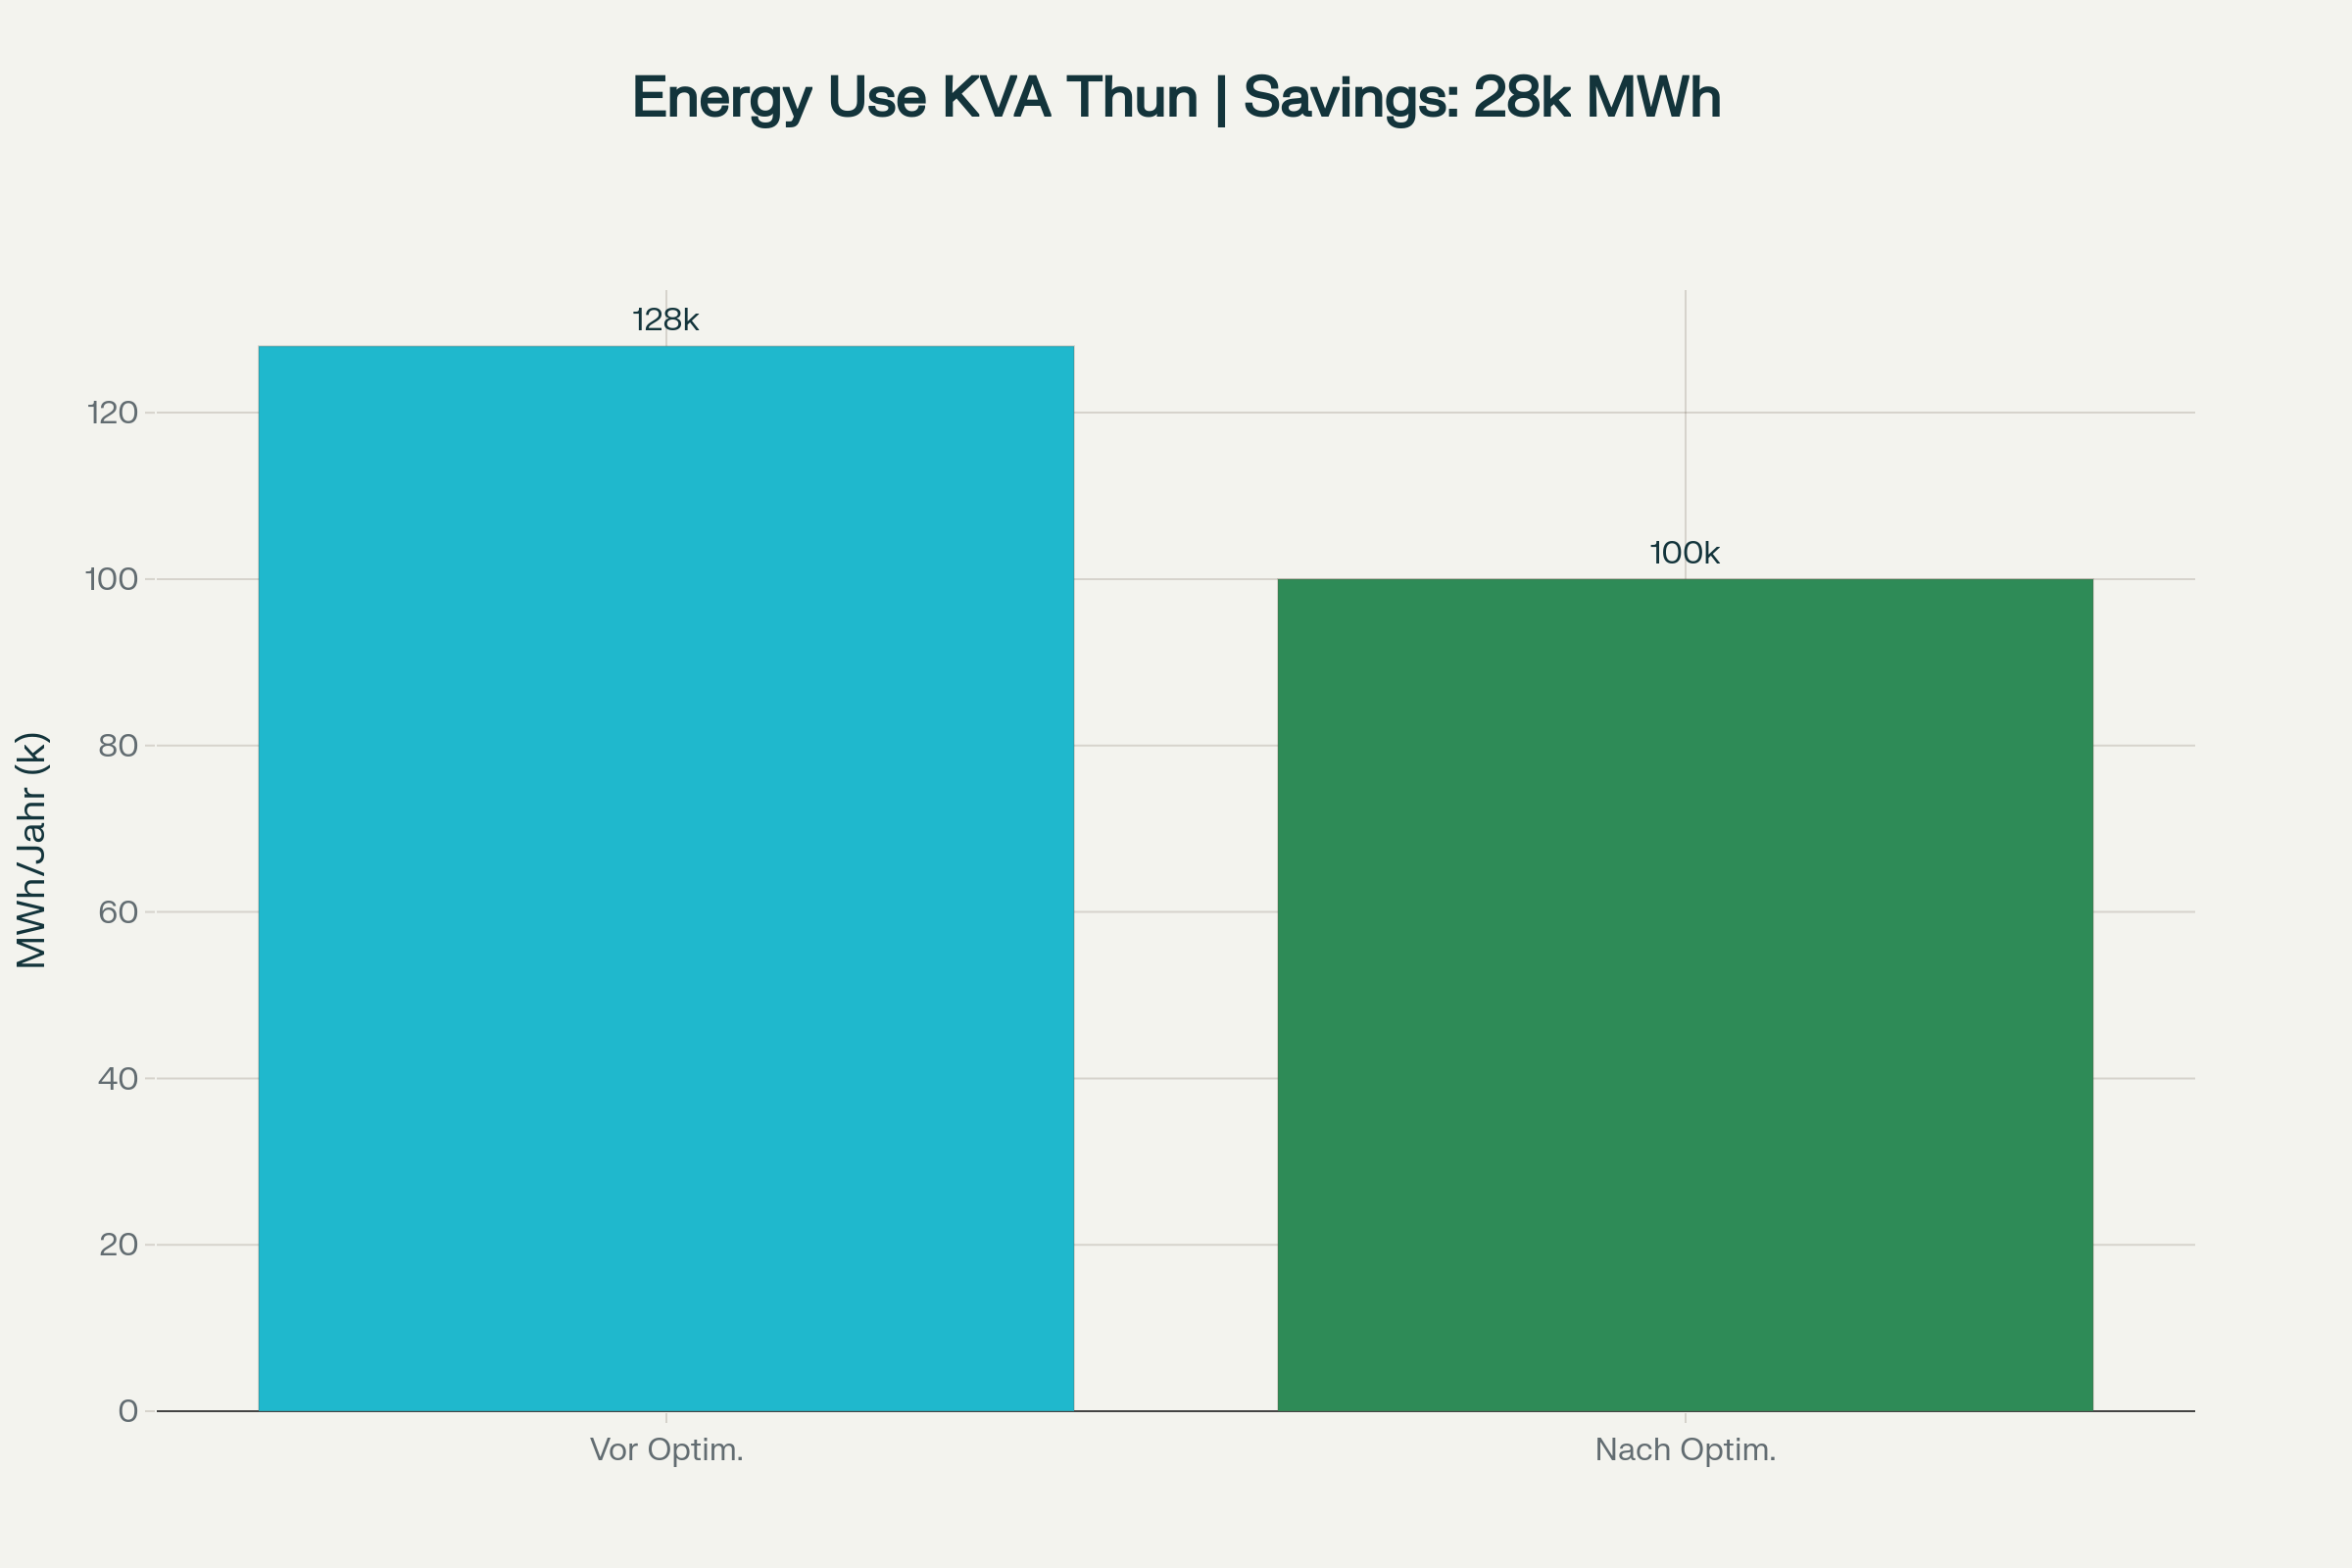 Energy Use KVA Thun | Savings: 28k MWh
128k
100k
120
100
80
60
40
20
0
MWh/Jahr (k)
Vor Optim.
Nach Optim.